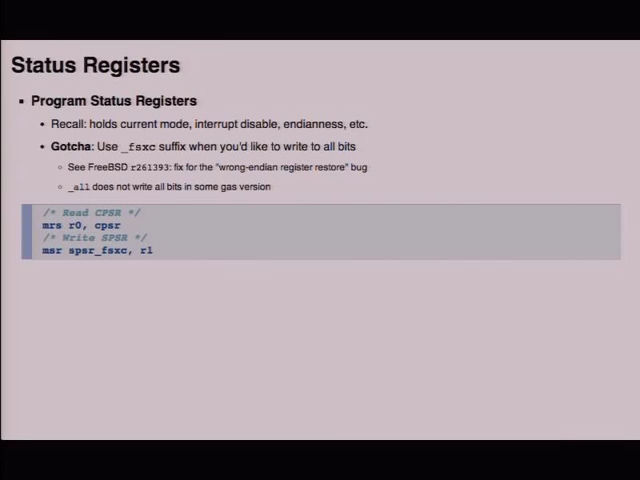 Status Registers
Program Status Registers
Recall: holds current mode, interrupt disable, endianness, etc.
Gotcha: Use _fsxc suffix when you'd like to write to all bits
See FreeBSD r261393: fix for the "wrong-endian register restore" bug
_all does not write all bits in some gas version
/* Read CPSR */
mrs r0, cpsr
/* Write SPSR */
msr spsr_fsxc, r1